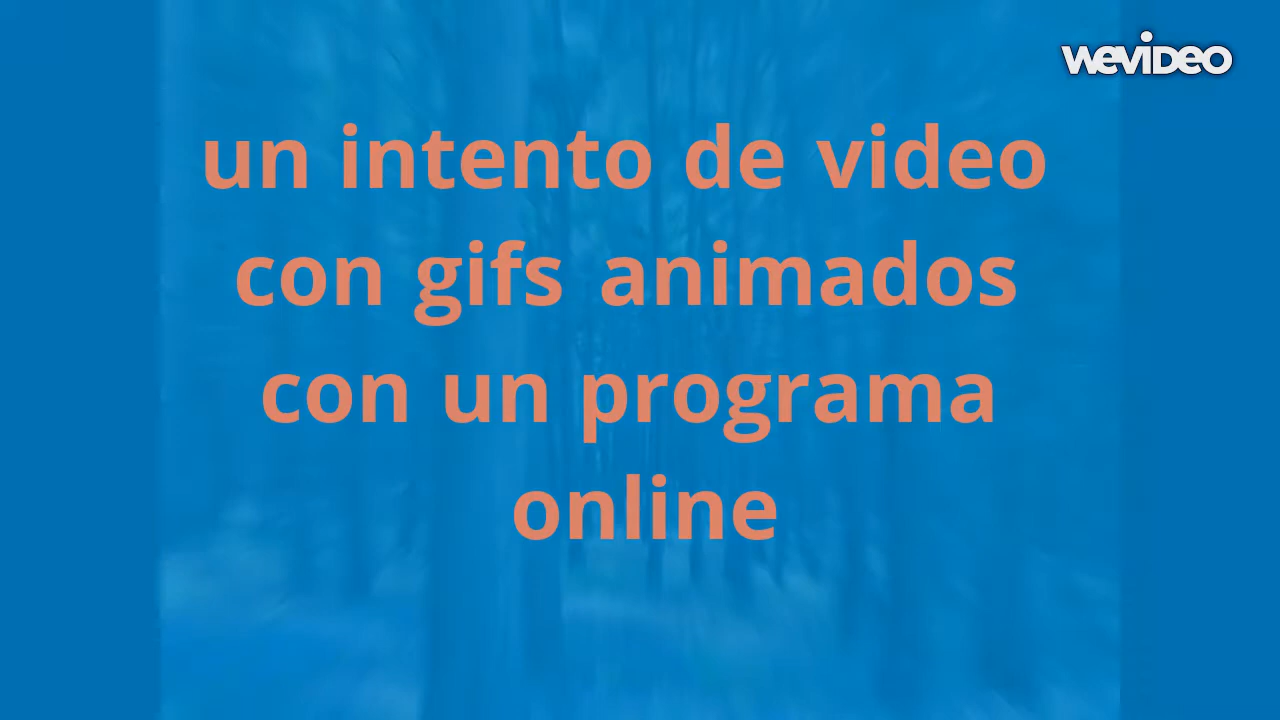 wevideo
un intento de video
con gifs animados
con un programa
online